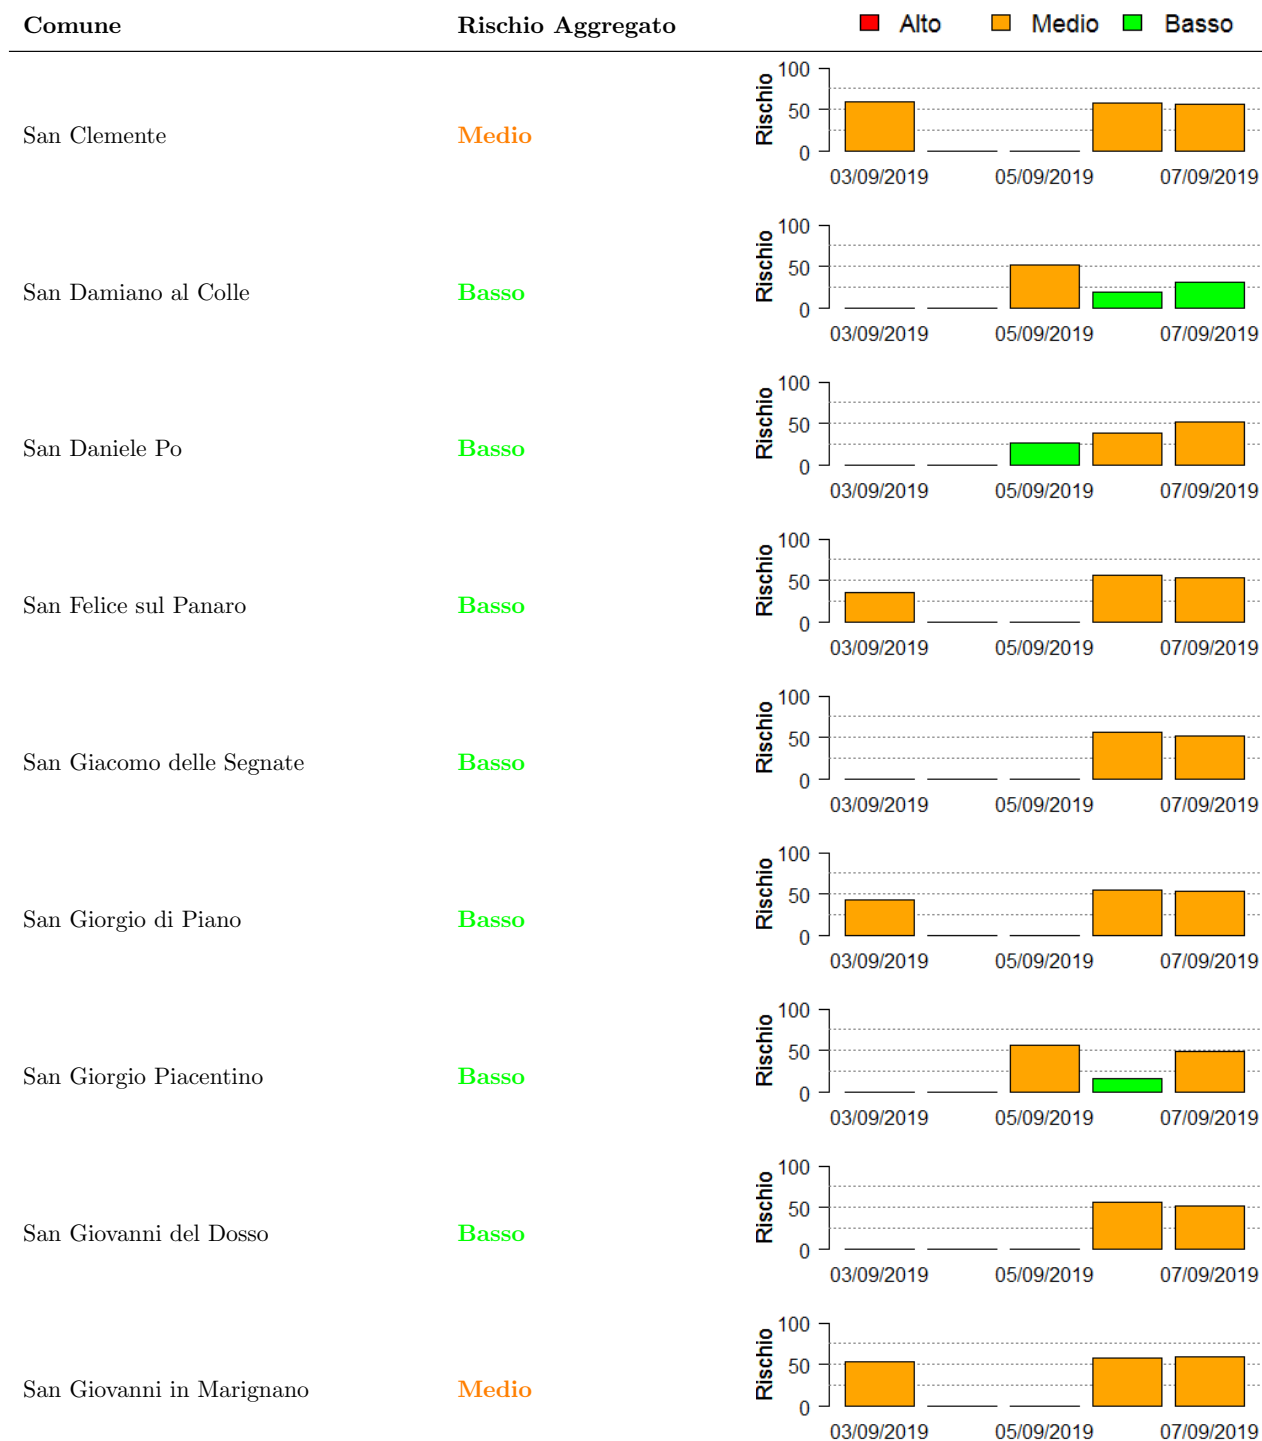 Comune Rischio Aggregato Alto Medio Basso
San Clemente Medio
Rischio
100
50
0
03/09/2019 05/09/2019 07/09/2019
San Damiano al Colle Basso
Rischio
100
50
0
03/09/2019 05/09/2019 07/09/2019
San Daniele Po Basso
Rischio
100
50
0
03/09/2019 05/09/2019 07/09/2019
San Felice sul Panaro Basso
Rischio
100
50
0
03/09/2019 05/09/2019 07/09/2019
San Giacomo delle Segnate Basso
Rischio
100
50
0
03/09/2019 05/09/2019 07/09/2019
San Giorgio di Piano Basso
Rischio
100
50
0
03/09/2019 05/09/2019 07/09/2019
San Giorgio Piacentino Basso
Rischio
100
50
0
03/09/2019 05/09/2019 07/09/2019
San Giovanni del Dosso Basso
Rischio
100
50
0
03/09/2019 05/09/2019 07/09/2019
San Giovanni in Marignano Medio
Rischio
100
50
0
03/09/2019 05/09/2019 07/09/2019